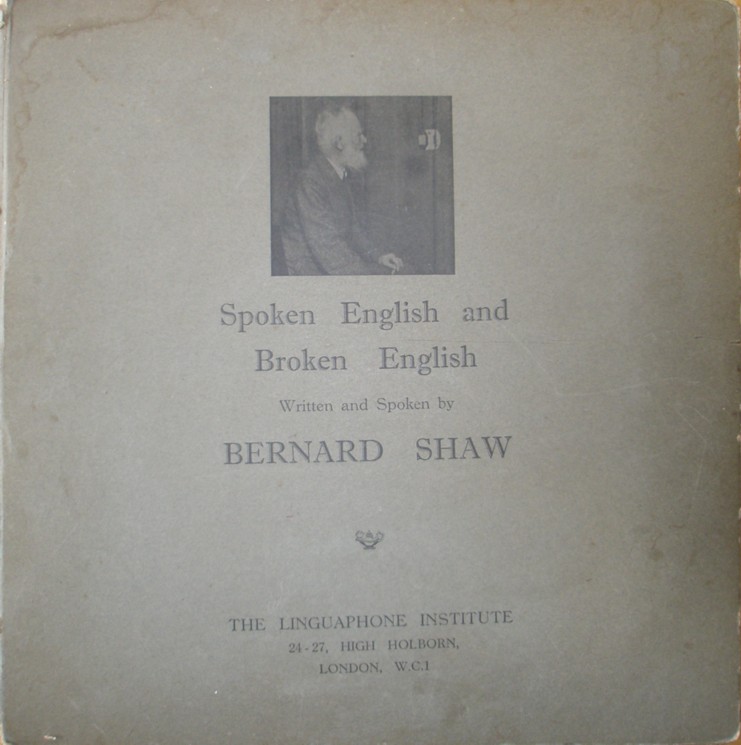 Spoken English and
Broken English
Written and Spoken by
BERNARD SHAW
THE LINGUAPHONE INSTITUTE
24-27, HIGH HOLBORN,
LONDON, W.C.1